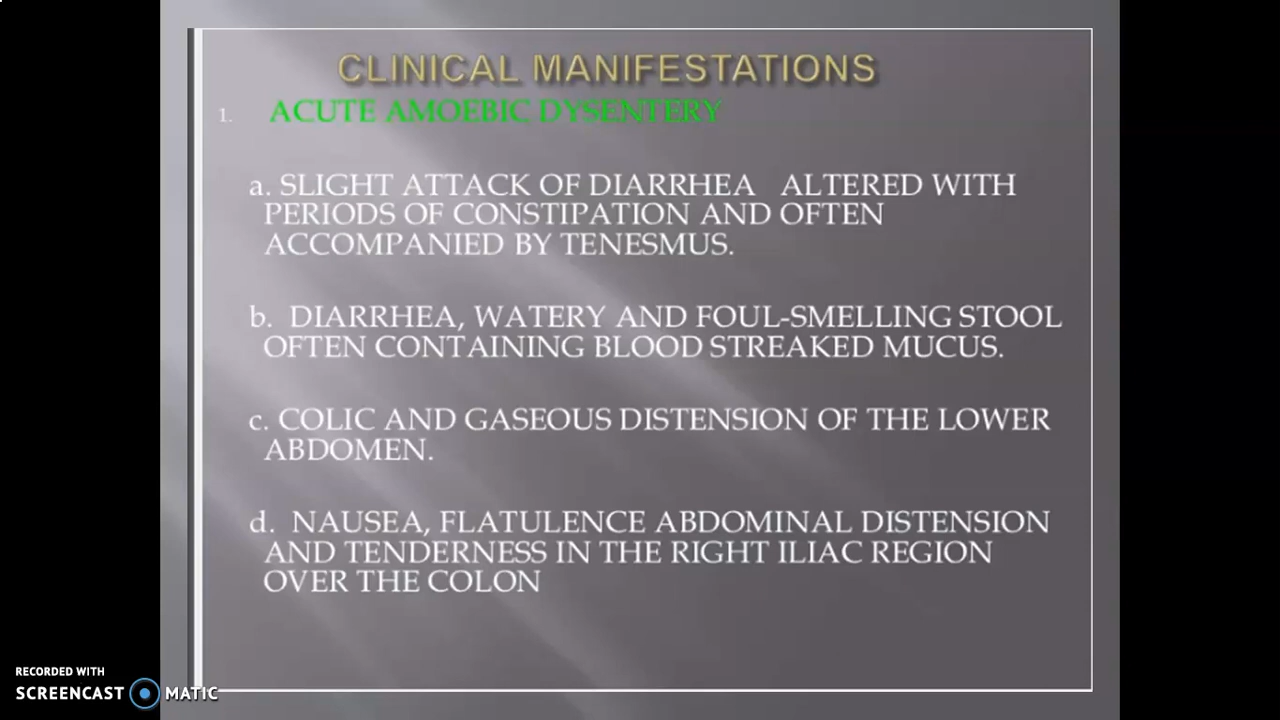 CLINICAL MANIFESTATIONS
1. ACUTE AMOEBIC DYSENTERY
a. SLIGHT ATTACK OF DIARRHEA ALTERED WITH
PERIODS OF CONSTIPATION AND OFTEN
ACCOMPANIED BY TENESMUS.
b. DIARRHEA, WATERY AND FOUL-SMELLING STOOL
OFTEN CONTAINING BLOOD STREAKED MUCUS.
c. COLIC AND GASEOUS DISTENSION OF THE LOWER
ABDOMEN.
d. NAUSEA, FLATULENCE ABDOMINAL DISTENSION
AND TENDERNESS IN THE RIGHT ILIAC REGION
OVER THE COLON
RECORDED WITH
SCREENCAST MATIC